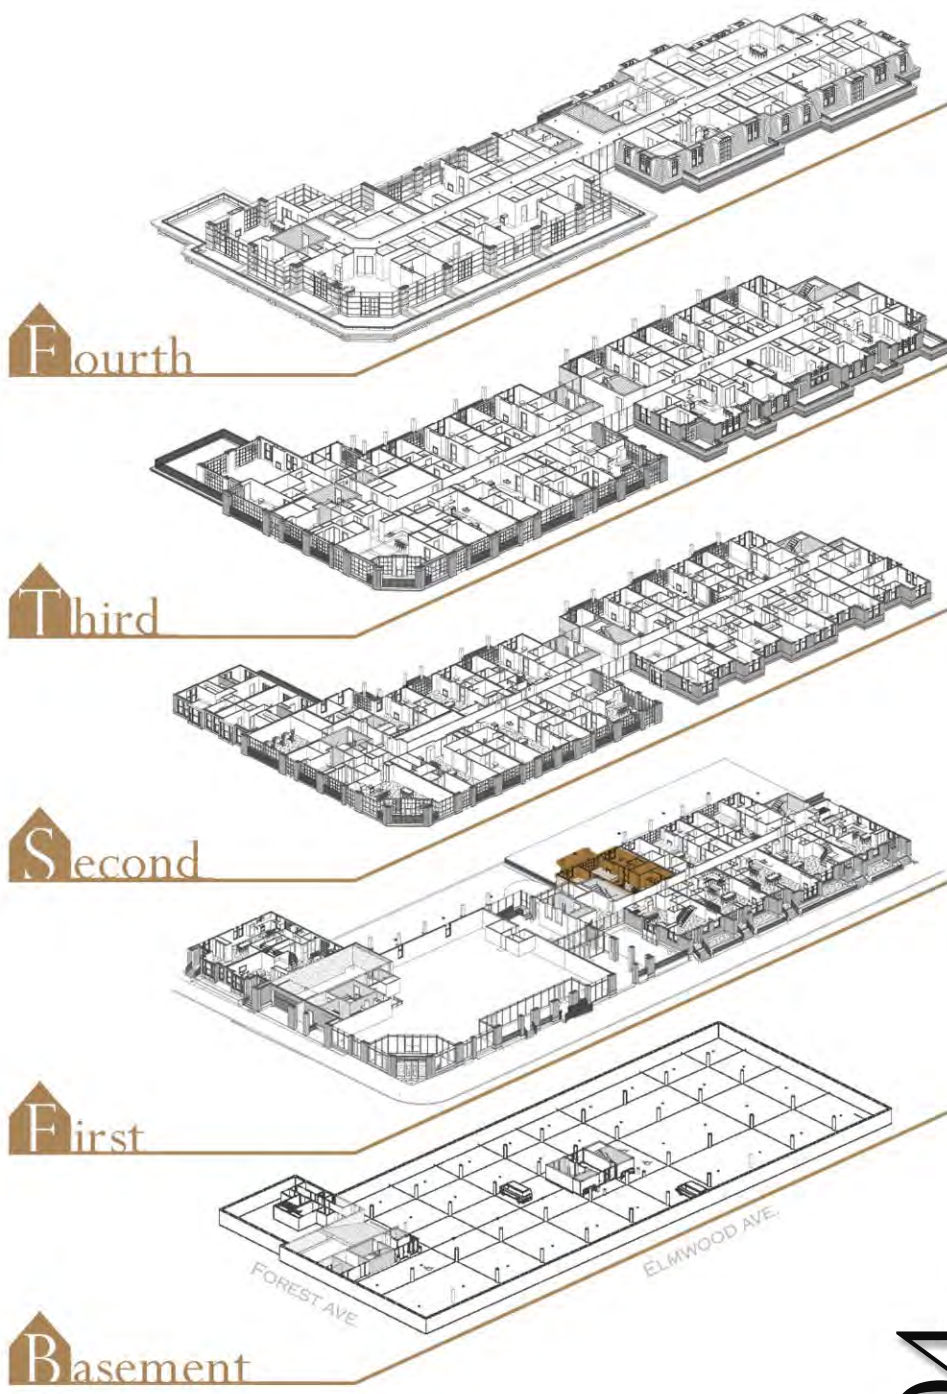 Fourth
Third
Second
First
FOREST AVE.
ELMWOOD AVE.
Basement